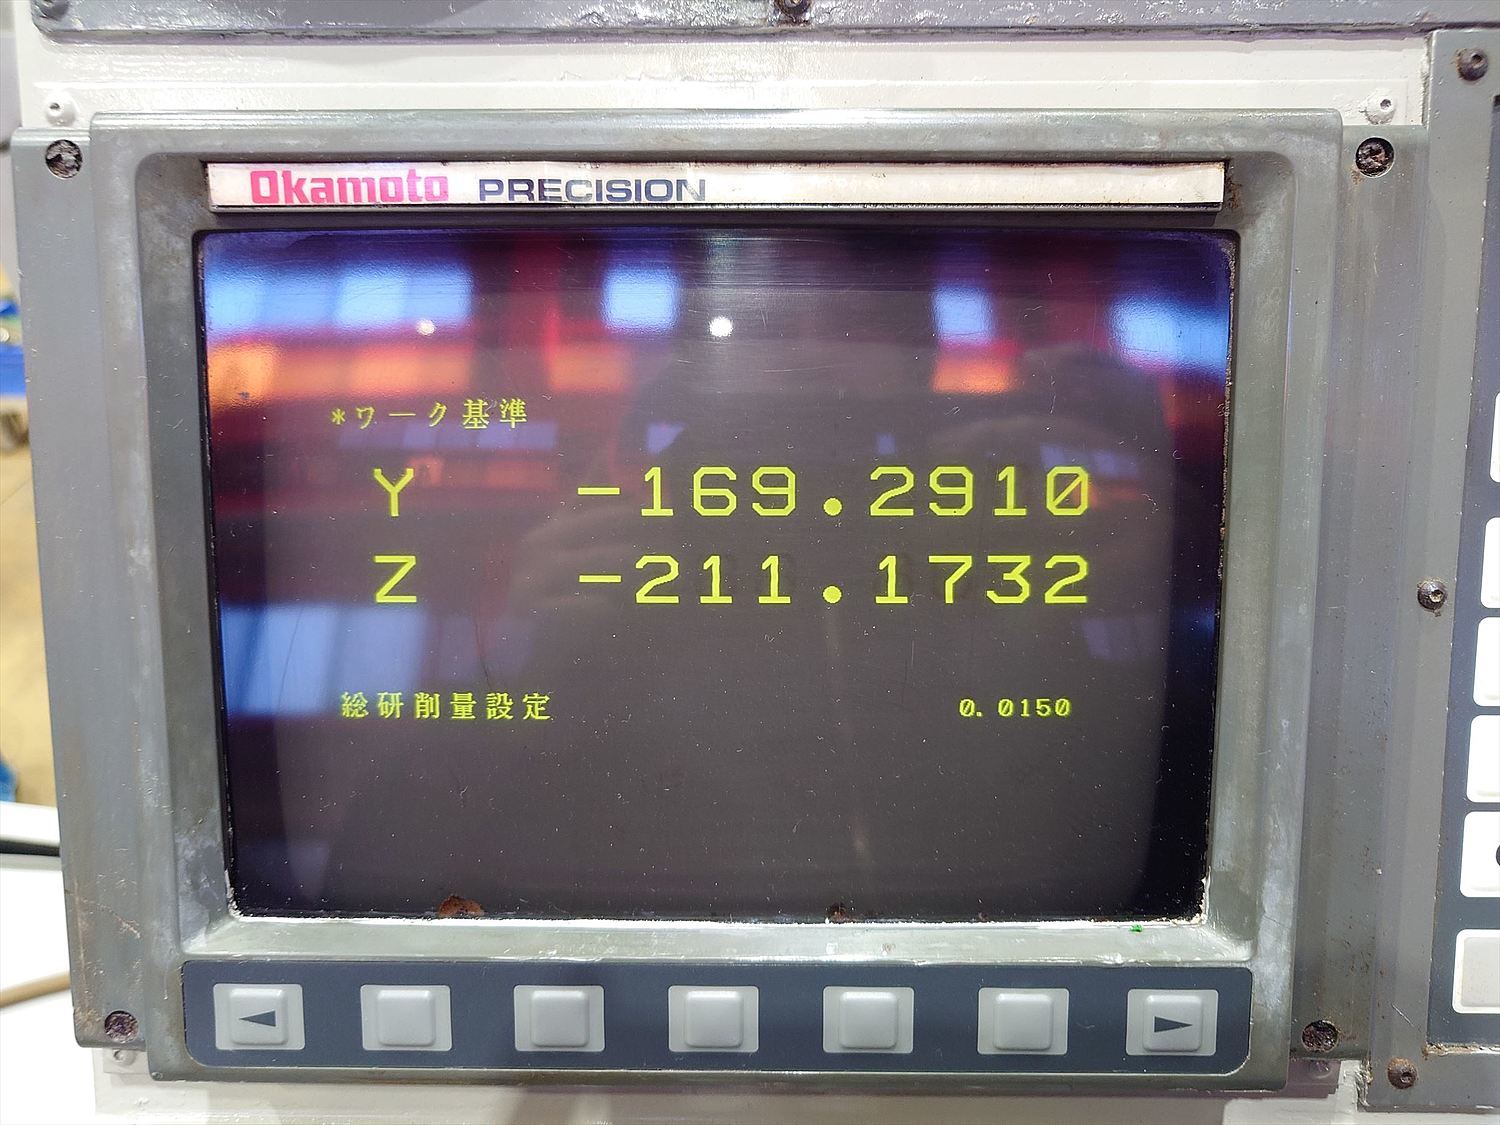 Okamoto PRECISION
*ワーク基準
Y -169.2910
Z -211.1732
総研削量設定 0.0150